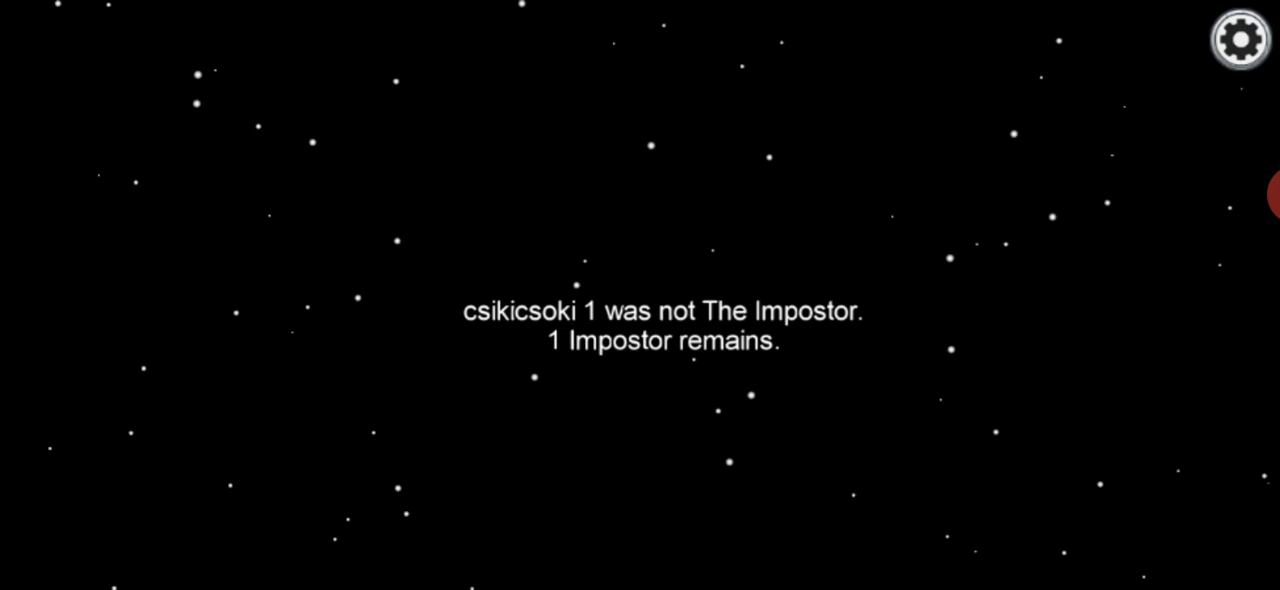 csikicsoki 1 was not The Impostor.
1 Impostor remains.